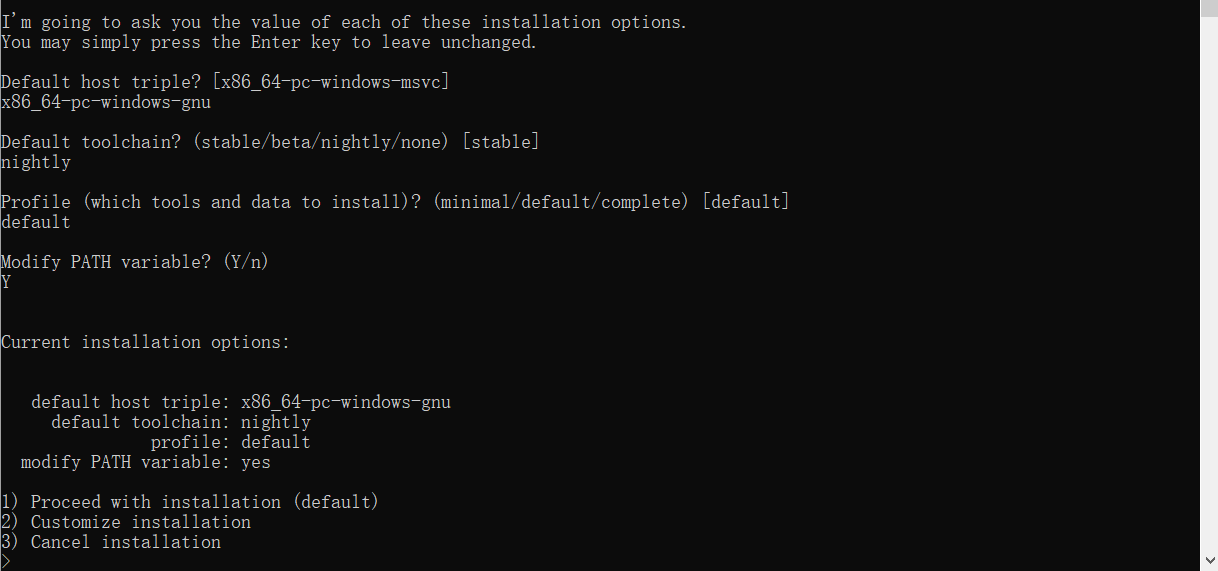 I'm going to ask you the value of each of these installation options.
You may simply press the Enter key to leave unchanged.
Default host triple? [x86_64-pc-windows-msvc]
x86_64-pc-windows-gnu
Default toolchain? (stable/beta/nightly/none) [stable]
nightly
Profile (which tools and data to install)? (minimal/default/complete) [default]
default
Modify PATH variable? (Y/n)
Y
Current installation options:
default host triple: x86_64-pc-windows-gnu
default toolchain: nightly
profile: default
modify PATH variable: yes
1) Proceed with installation (default)
2) Customize installation
3) Cancel installation
>